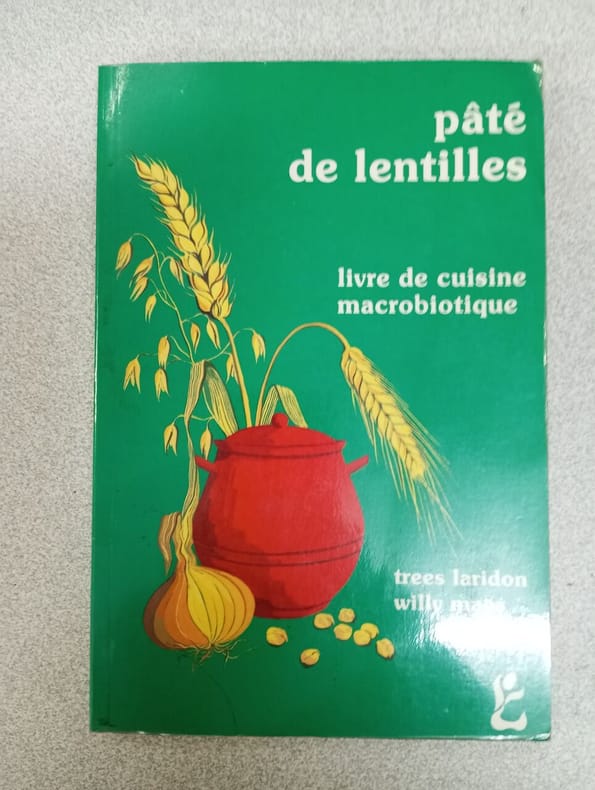 pâté
de lentilles
livre de cuisine
macrobiotique
trees laridon
willy